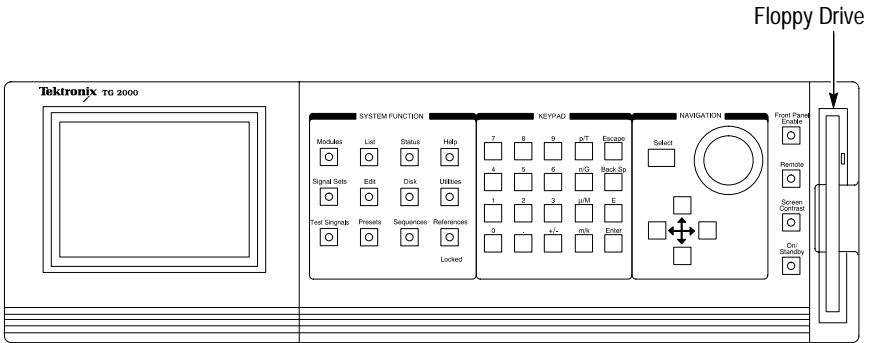 Floppy Drive
Tektronix TG 2000
SYSTEM FUNCTION
Modules List Status Help
Signal Sets Edit Disk Utilities
Test Singnals Presets Sequences References
Locked
KEYPAD
7 8 9 p/T Escape
4 5 6 n/G Back Sp
1 2 3 µ/M E
0 . +/- m/k Enter
NAVIGATION
Select
Front Panel
Enable
Remote
Screen
Contrast
On/
Standby